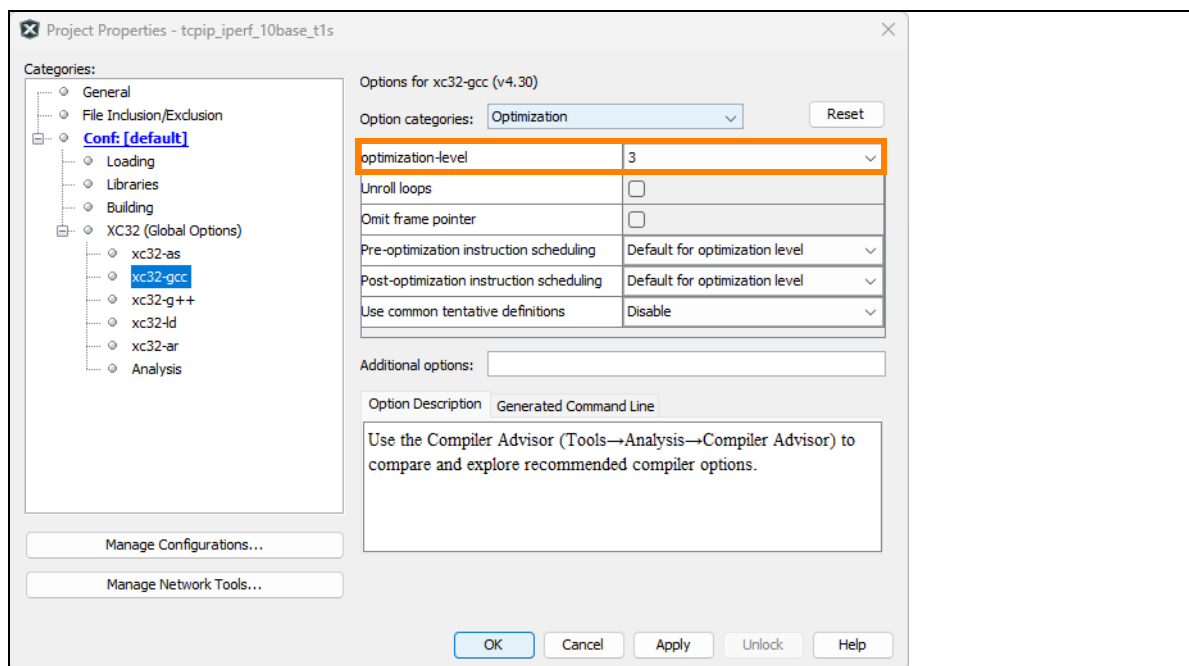 Project Properties - tcpip_iperf_10base_t1s
Categories:
General
File Inclusion/Exclusion
Conf: [default]
Loading
Libraries
Building
XC32 (Global Options)
xc32-as
xc32-gcc
xc32-g++
xc32-ld
xc32-ar
Analysis
Manage Configurations...
Manage Network Tools...
Options for xc32-gcc (v4.30)
Option categories: Optimization Reset
optimization-level 3
Unroll loops
Omit frame pointer
Pre-optimization instruction scheduling Default for optimization level
Post-optimization instruction scheduling Default for optimization level
Use common tentative definitions Disable
Additional options:
Option Description Generated Command Line
Use the Compiler Advisor (Tools→Analysis→Compiler Advisor) to
compare and explore recommended compiler options.
OK Cancel Apply Unlock Help